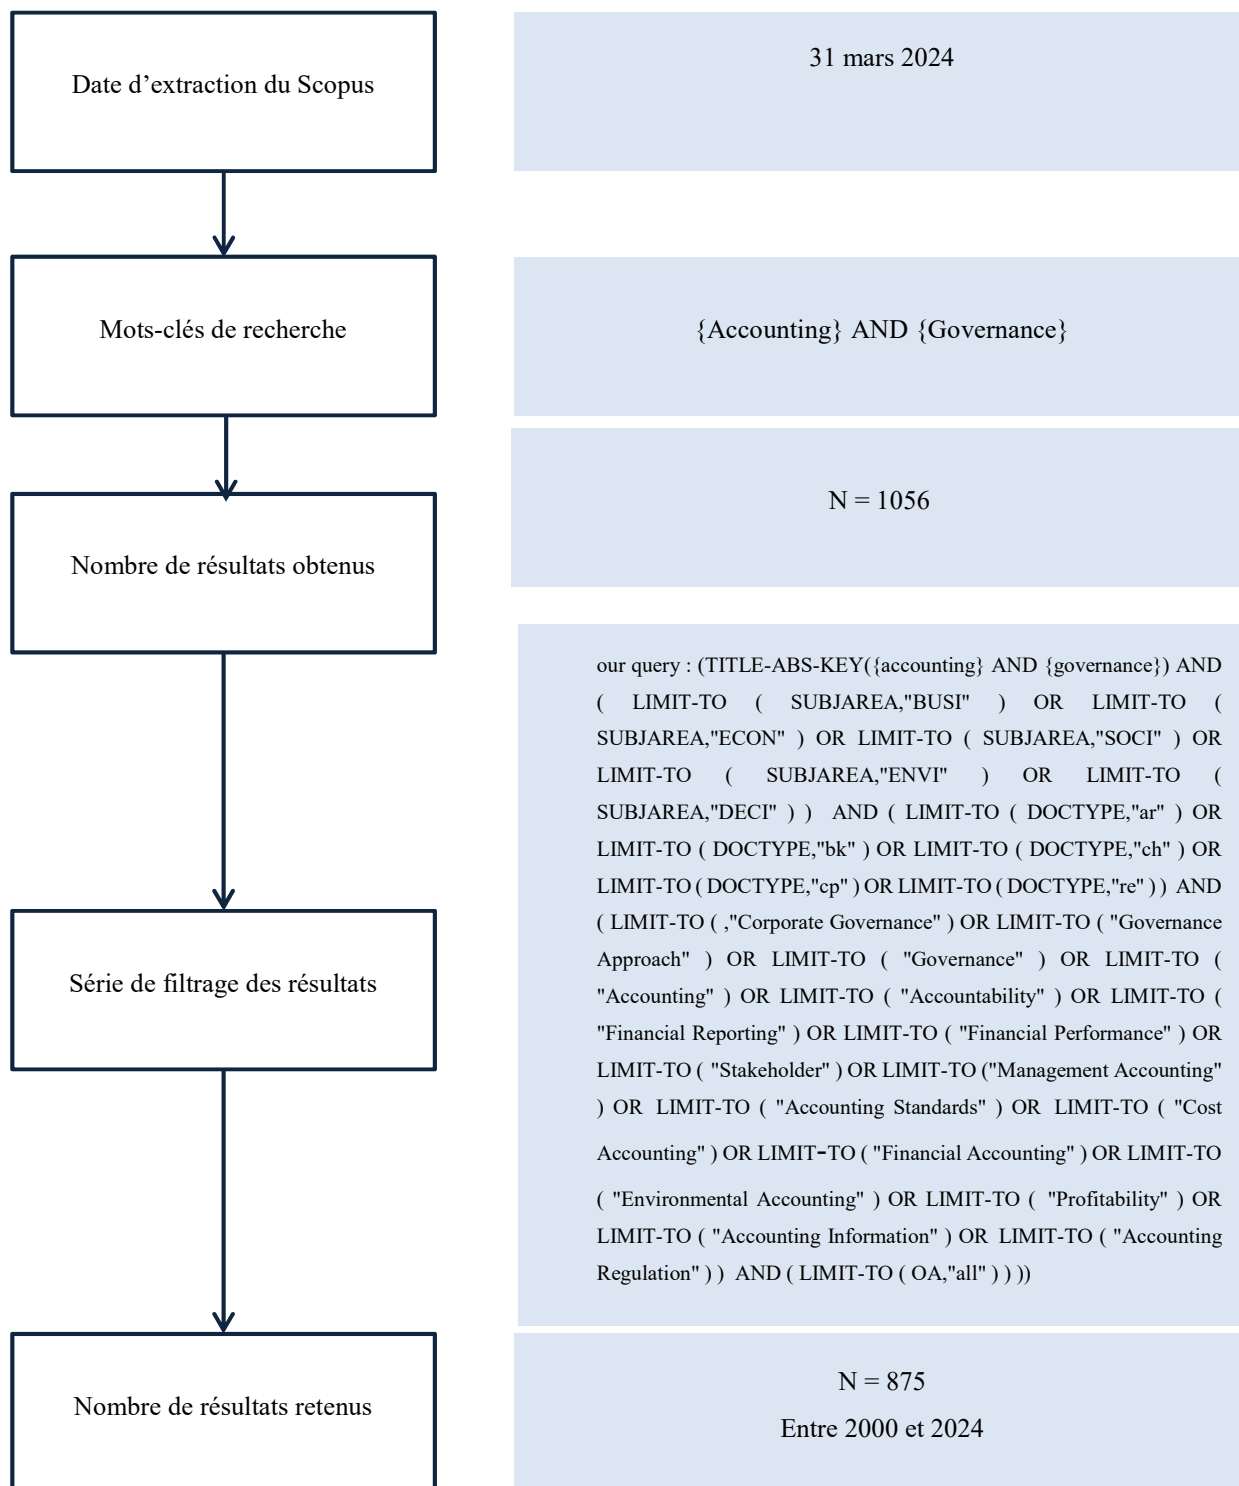 Date d’extraction du Scopus
31 mars 2024
Mots-clés de recherche
{Accounting} AND {Governance}
Nombre de résultats obtenus
N = 1056
Série de filtrage des résultats
our query : (TITLE-ABS-KEY({accounting} AND {governance}) AND
( LIMIT-TO ( SUBJAREA,"BUSI" ) OR LIMIT-TO (
SUBJAREA,"ECON" ) OR LIMIT-TO ( SUBJAREA,"SOCI" ) OR
LIMIT-TO ( SUBJAREA,"ENVI" ) OR LIMIT-TO (
SUBJAREA,"DECI" ) ) AND ( LIMIT-TO ( DOCTYPE,"ar" ) OR
LIMIT-TO ( DOCTYPE,"bk" ) OR LIMIT-TO ( DOCTYPE,"ch" ) OR
LIMIT-TO ( DOCTYPE,"cp" ) OR LIMIT-TO ( DOCTYPE,"re" ) ) AND
( LIMIT-TO ( ,"Corporate Governance" ) OR LIMIT-TO ( "Governance
Approach" ) OR LIMIT-TO ( "Governance" ) OR LIMIT-TO (
"Accounting" ) OR LIMIT-TO ( "Accountability" ) OR LIMIT-TO (
"Financial Reporting" ) OR LIMIT-TO ( "Financial Performance" ) OR
LIMIT-TO ( "Stakeholder" ) OR LIMIT-TO ("Management Accounting"
) OR LIMIT-TO ( "Accounting Standards" ) OR LIMIT-TO ( "Cost
Accounting" ) OR LIMIT-TO ( "Financial Accounting" ) OR LIMIT-TO
( "Environmental Accounting" ) OR LIMIT-TO ( "Profitability" ) OR
LIMIT-TO ( "Accounting Information" ) OR LIMIT-TO ( "Accounting
Regulation" ) ) AND ( LIMIT-TO ( OA,"all" ) ) ))
Nombre de résultats retenus
N = 875
Entre 2000 et 2024